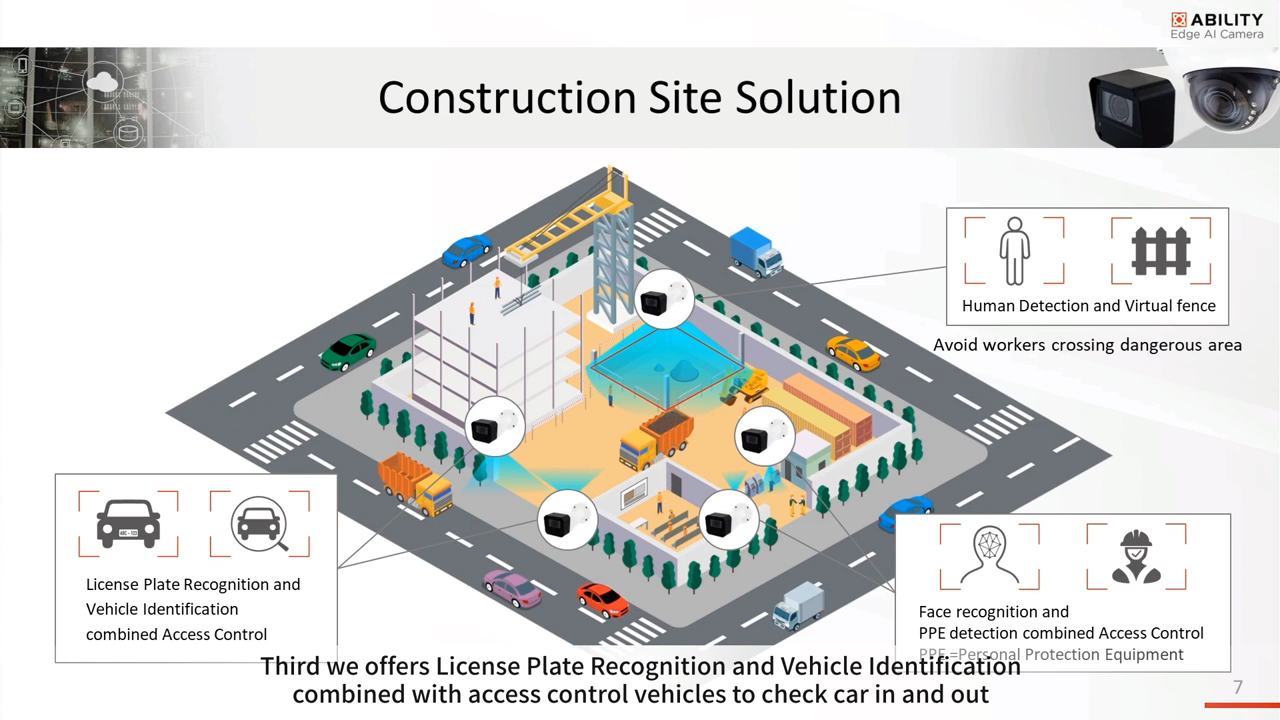 ABILITY
Edge AI Camera
Construction Site Solution
Human Detection and Virtual fence
Avoid workers crossing dangerous area
ABC - 123
License Plate Recognition and
Vehicle Identification
combined Access Control
Face recognition and
PPE detection combined Access Control
PPE =Personal Protection Equipment
Third we offers License Plate Recognition and Vehicle Identification
combined with access control vehicles to check car in and out
7